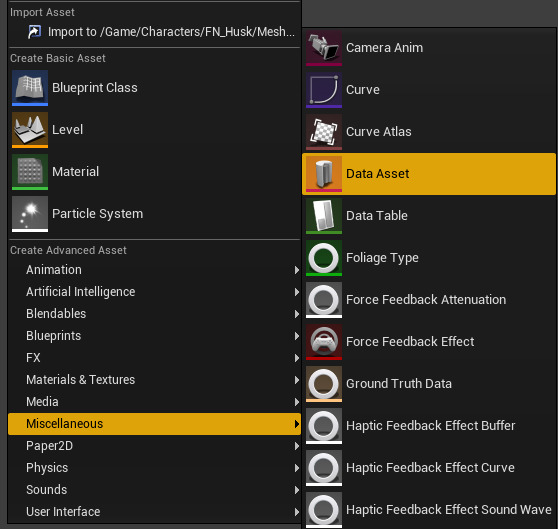 Import Asset
Import to /Game/Characters/FN_Husk/Mesh...
Create Basic Asset
Blueprint Class
Level
Material
Particle System
Create Advanced Asset
Animation
Artificial Intelligence
Blendables
Blueprints
FX
Materials & Textures
Media
Miscellaneous
Paper2D
Physics
Sounds
User Interface
Camera Anim
Curve
Curve Atlas
Data Asset
Data Table
Foliage Type
Force Feedback Attenuation
Force Feedback Effect
Ground Truth Data
Haptic Feedback Effect Buffer
Haptic Feedback Effect Curve
Haptic Feedback Effect Sound Wave